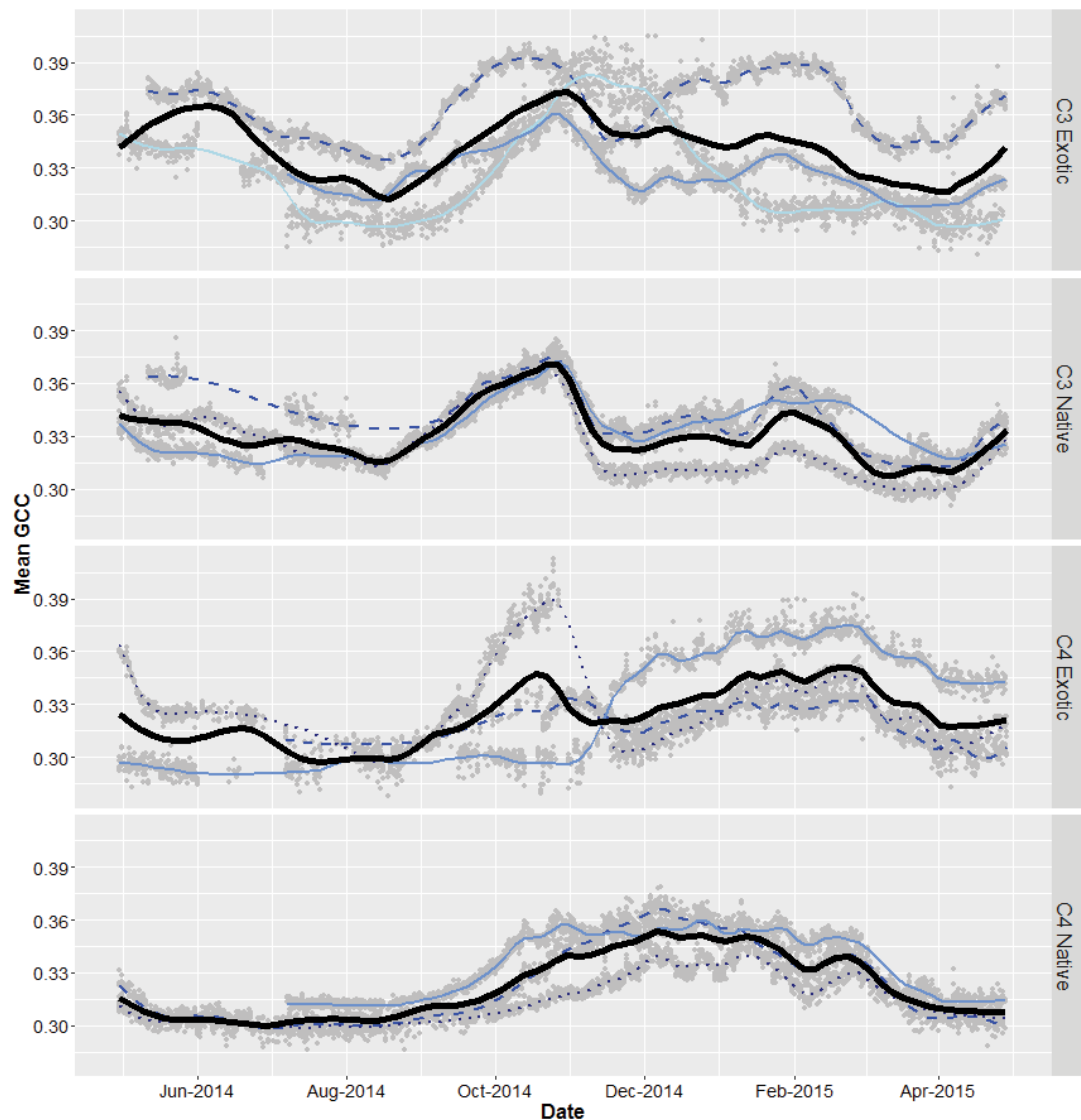 0.39
0.36
0.33
0.30
C3 Exotic
0.39
0.36
0.33
0.30
C3 Native
Mean GCC
0.39
0.36
0.33
0.30
C4 Exotic
0.39
0.36
0.33
0.30
C4 Native
Jun-2014 Aug-2014 Oct-2014 Dec-2014 Feb-2015 Apr-2015
Date